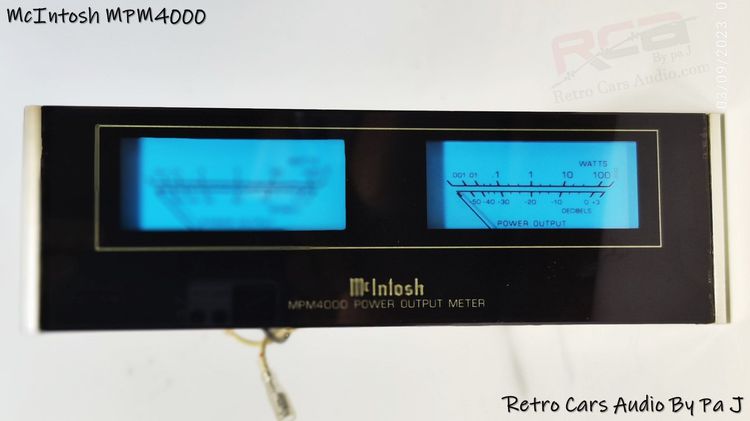 McIntosh MPM4000
RCA
By pa J
Retro Cars Audio.com
03/09/2023
WATTS
.001 .01 .1 1 10 100
-50 -40 -30 -20 -10 0 +3
DECIBELS
POWER OUTPUT
McIntosh
MPM4000 POWER OUTPUT METER
Retro Cars Audio By Pa J